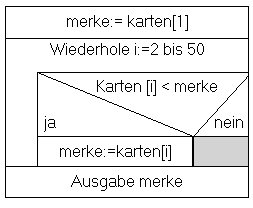 merke:= karten[1]
Wiederhole i:=2 bis 50
Karten [i] < merke
ja
nein
merke:=karten[i]
Ausgabe merke